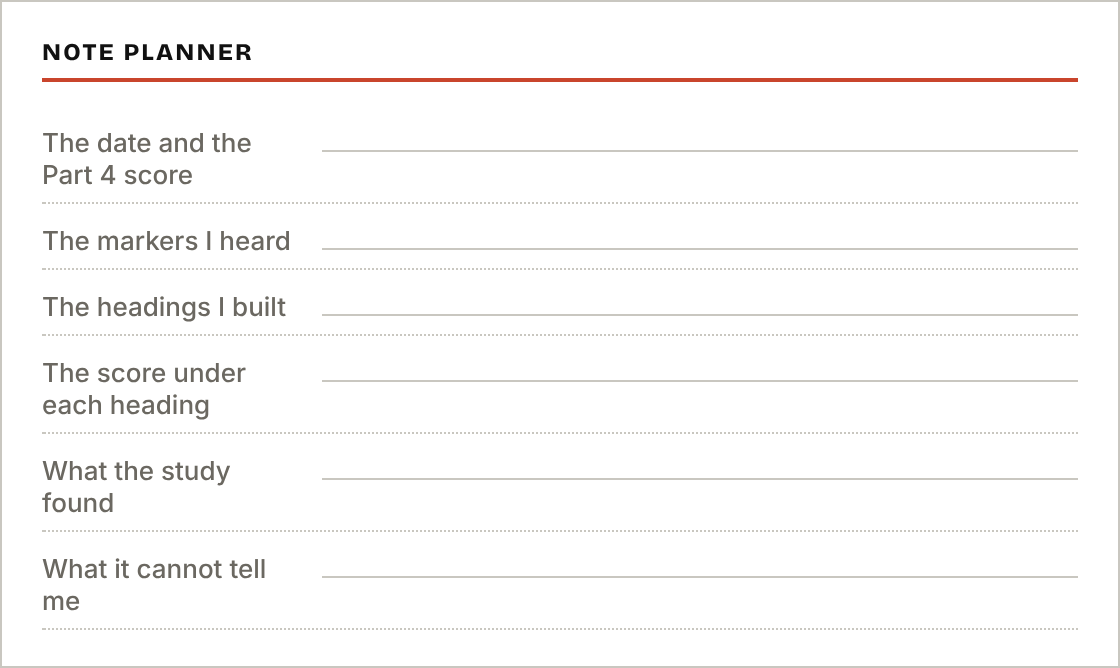 NOTE PLANNER
The date and the
Part 4 score
The markers I heard
The headings I built
The score under
each heading
What the study
found
What it cannot tell
me